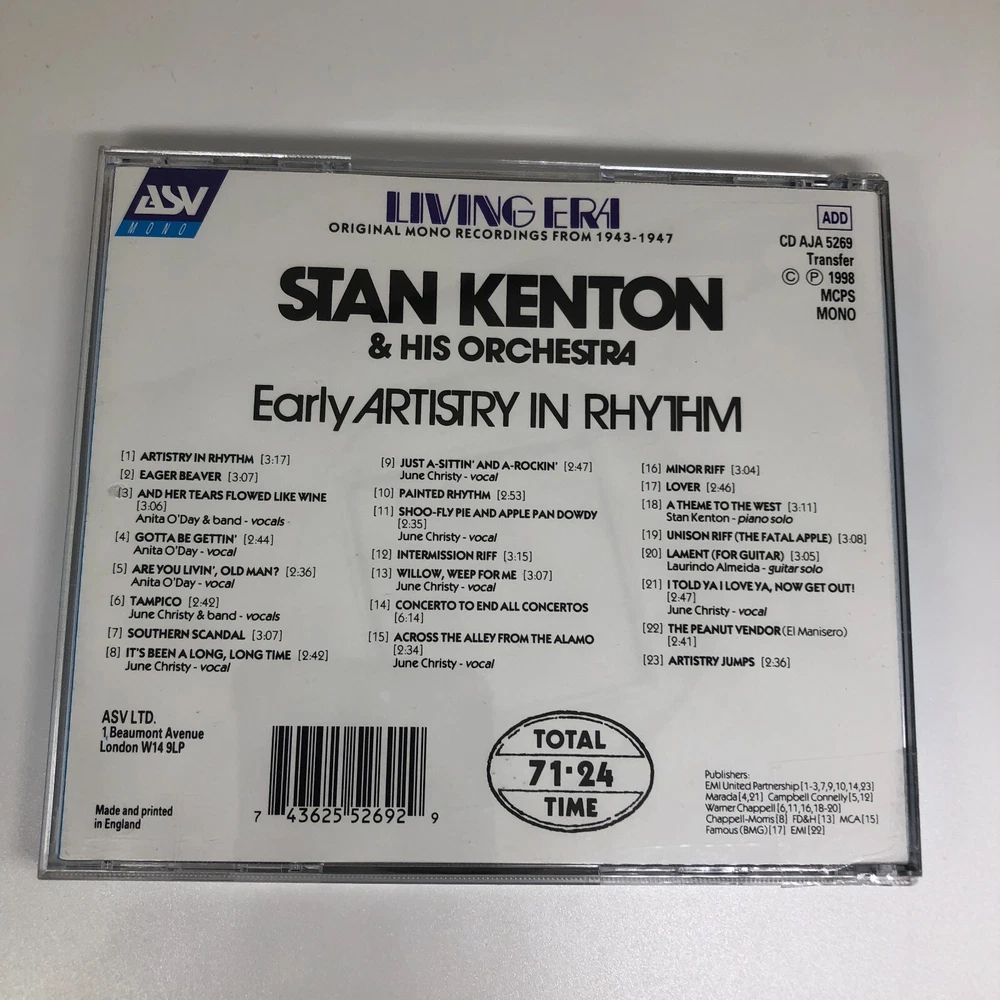 ASV
MONO
LIVING ERA
ORIGINAL MONO RECORDINGS FROM 1943-1947
ADD
CD AJA 5269
Transfer
Ⓒ Ⓟ 1998
MCPS
MONO
STAN KENTON
& HIS ORCHESTRA
Early ARTISTRY IN RHYTHM
[1] ARTISTRY IN RHYTHM [3:17]
[2] EAGER BEAVER [3:07]
[3] AND HER TEARS FLOWED LIKE WINE
[3:06]
Anita O'Day & band - vocals
[4] GOTTA BE GETTIN' [2:44]
Anita O'Day - vocal
[5] ARE YOU LIVIN', OLD MAN? [2:36]
Anita O'Day - vocal
[6] TAMPICO [2:42]
June Christy & band - vocals
[7] SOUTHERN SCANDAL [3:07]
[8] IT'S BEEN A LONG, LONG TIME [2:42]
June Christy - vocal
[9] JUST A-SITTIN' AND A-ROCKIN' [2:47]
June Christy - vocal
[10] PAINTED RHYTHM [2:53]
[11] SHOO-FLY PIE AND APPLE PAN DOWDY
[2:35]
June Christy - vocal
[12] INTERMISSION RIFF [3:15]
[13] WILLOW, WEEP FOR ME [3:07]
June Christy - vocal
[14] CONCERTO TO END ALL CONCERTOS
[6:14]
[15] ACROSS THE ALLEY FROM THE ALAMO
[2:34]
June Christy - vocal
[16] MINOR RIFF [3:04]
[17] LOVER [2:46]
[18] A THEME TO THE WEST [3:11]
Stan Kenton - piano solo
[19] UNISON RIFF (THE FATAL APPLE) [3:08]
[20] LAMENT (FOR GUITAR) [3:05]
Laurindo Almeida - guitar solo
[21] I TOLD YA I LOVE YA, NOW GET OUT!
[2:47]
June Christy - vocal
[22] THE PEANUT VENDOR (El Manisero)
[2:41]
[23] ARTISTRY JUMPS [2:36]
ASV LTD.
1, Beaumont Avenue
London W14 9LP
Made and printed
in England
7 43625 52692 9
TOTAL
71·24
TIME
Publishers:
EMI United Partnership [1-3,7,9,10,14,23]
Marada [4,21] Campbell Connelly [5,12]
Warner Chappell [6,11,16,18-20]
Chappell-Morris [8] FD&H [13] MCA [15]
Famous (BMG) [17] EMI [22]